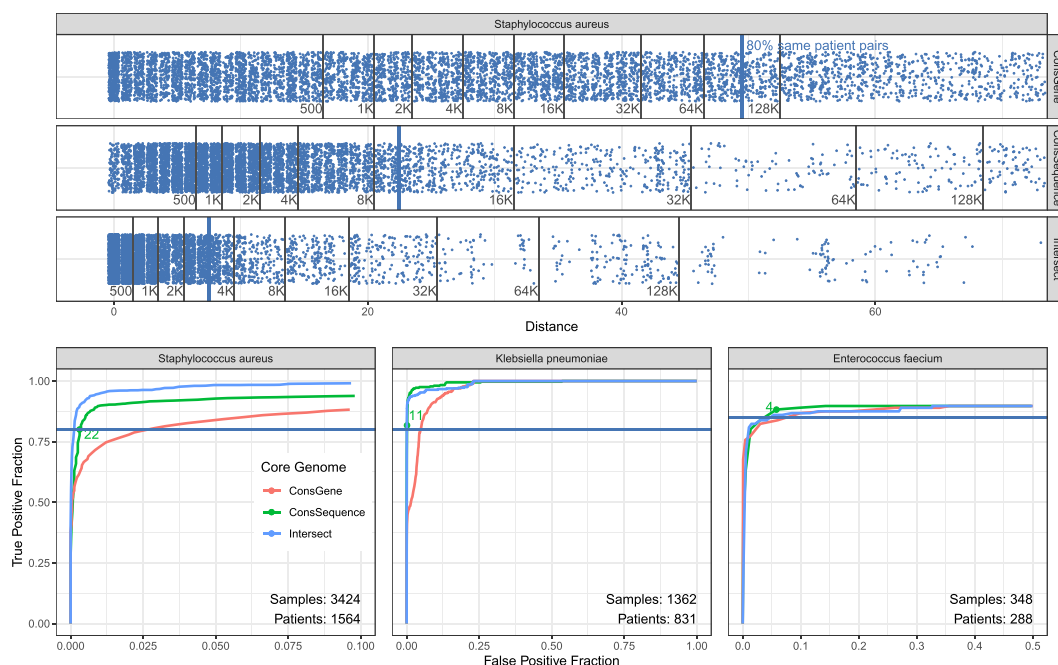 Staphylococcus aureus
80% same patient pairs
500 1K 2K 4K 8K 16K 32K 64K 128K
ConsGene
500 1K 2K 4K 8K 16K 32K 64K 128K
ConsSequence
500 1K 2K 4K 8K 16K 32K 64K 128K
Intersect
0 20 40 60
Distance
Staphylococcus aureus
Klebsiella pneumoniae
Enterococcus faecium
True Positive Fraction
1.00
0.75
0.50
0.25
0.00
22
11
4
Core Genome
ConsGene
ConsSequence
Intersect
Samples: 3424
Patients: 1564
Samples: 1362
Patients: 831
Samples: 348
Patients: 288
0.000 0.025 0.050 0.075 0.100
0.00 0.25 0.50 0.75 1.00
0.0 0.1 0.2 0.3 0.4 0.5
False Positive Fraction